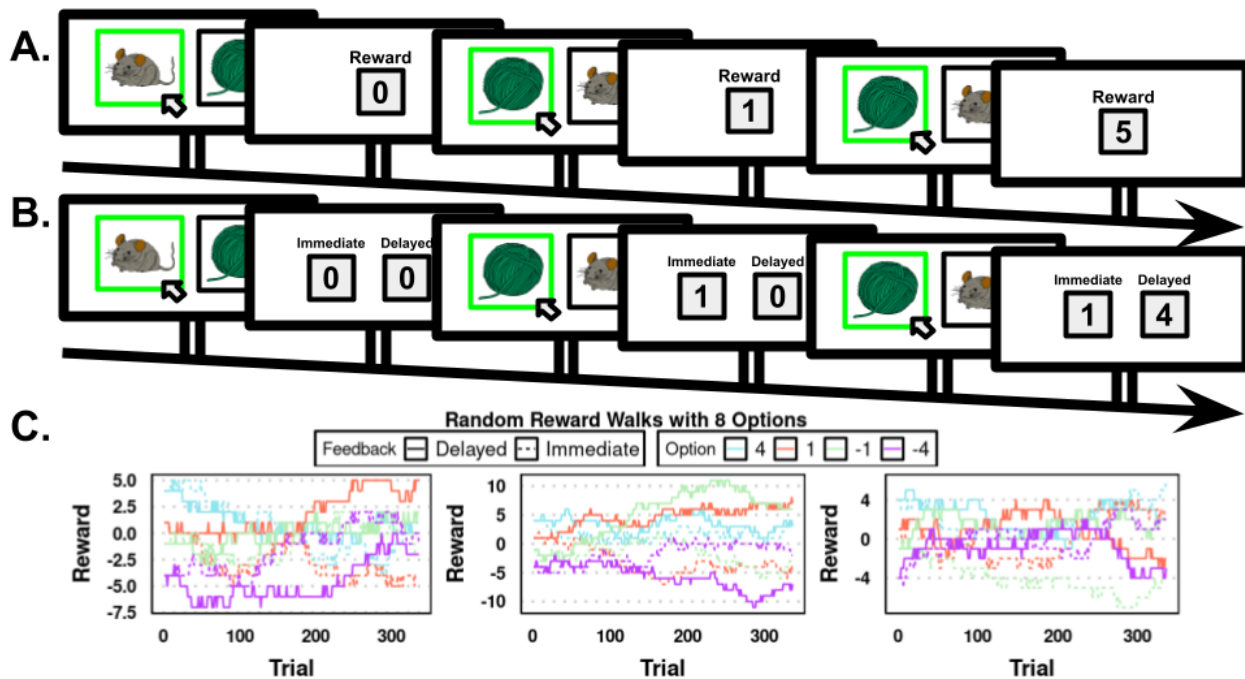 A.
Reward
0
Reward
1
Reward
5
B.
Immediate Delayed
0 0
Immediate Delayed
1 0
Immediate Delayed
1 4
C.
Random Reward Walks with 8 Options
Feedback Delayed Immediate Option 4 1 -1 -4
Reward
5.0
2.5
0.0
-2.5
-5.0
-7.5
0 100 200 300
Trial
Reward
10
5
0
-5
-10
0 100 200 300
Trial
Reward
4
0
-4
0 100 200 300
Trial